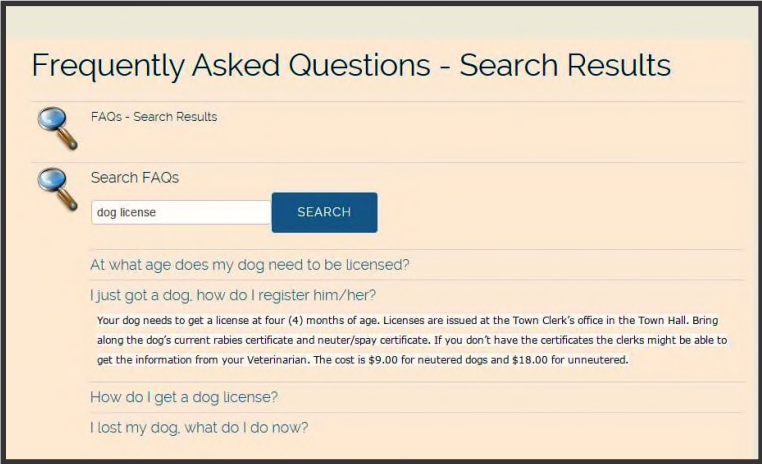 Frequently Asked Questions - Search Results
FAQs - Search Results
Search FAQs
dog license
SEARCH
At what age does my dog need to be licensed?
I just got a dog, how do I register him/her?
Your dog needs to get a license at four (4) months of age. Licenses are issued at the Town Clerk's office in the Town Hall. Bring
along the dog's current rabies certificate and neuter/spay certificate. If you don't have the certificates the clerks might be able to
get the information from your Veterinarian. The cost is $9.00 for neutered dogs and $18.00 for unneutered.
How do I get a dog license?
I lost my dog, what do I do now?